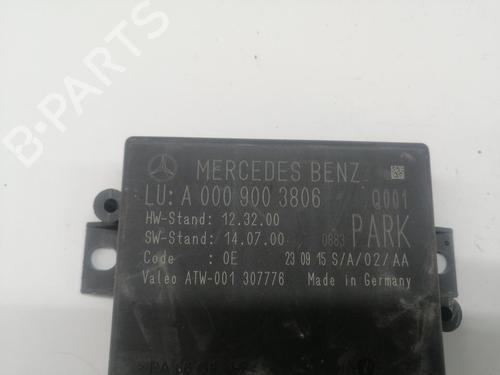 B-PARTS
MERCEDES BENZ
LU: A 000 900 3806 Q001
HW-Stand: 12.32.00
SW-Stand: 14.07.00 0883 PARK
Code : 0E 23 09 15 S/A/02/AA
Valeo ATW-001 307776 Made in Germany